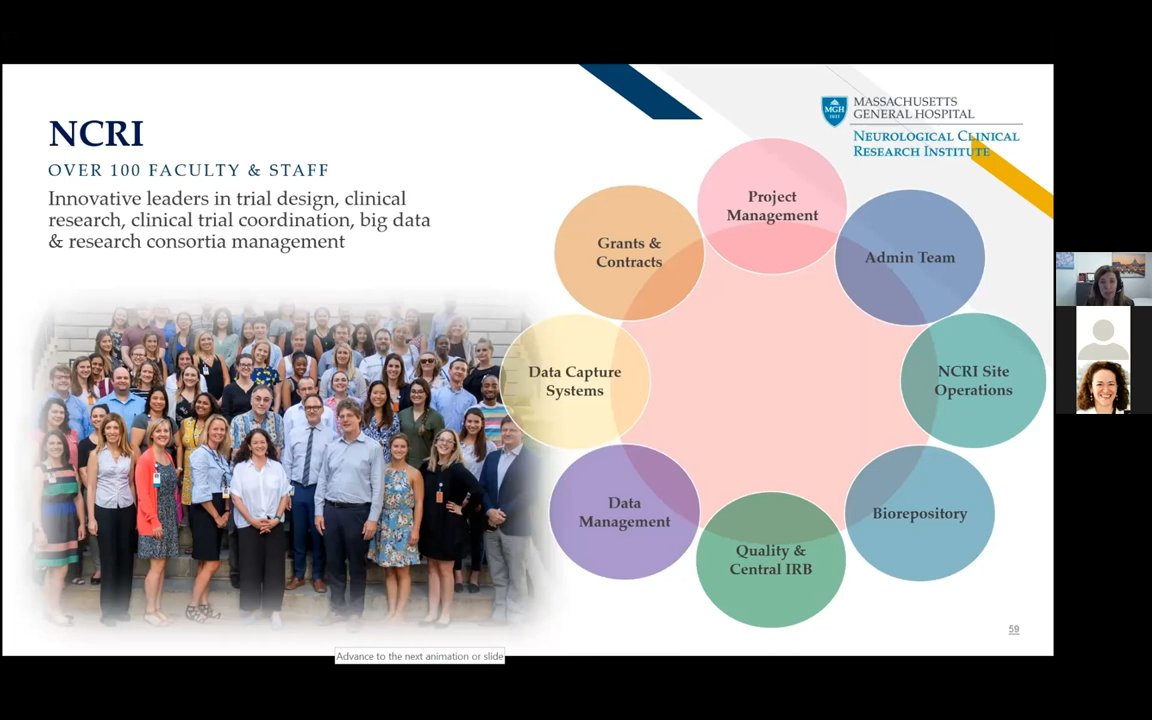 NCRI
OVER 100 FACULTY & STAFF
Innovative leaders in trial design, clinical
research, clinical trial coordination, big data
& research consortia management
MGH
1811
MASSACHUSETTS
GENERAL HOSPITAL
NEUROLOGICAL CLINICAL
RESEARCH INSTITUTE
Project
Management
Admin Team
NCRI Site
Operations
Biorepository
Quality &
Central IRB
Data
Management
Data Capture
Systems
Grants &
Contracts
59
Advance to the next animation or slide